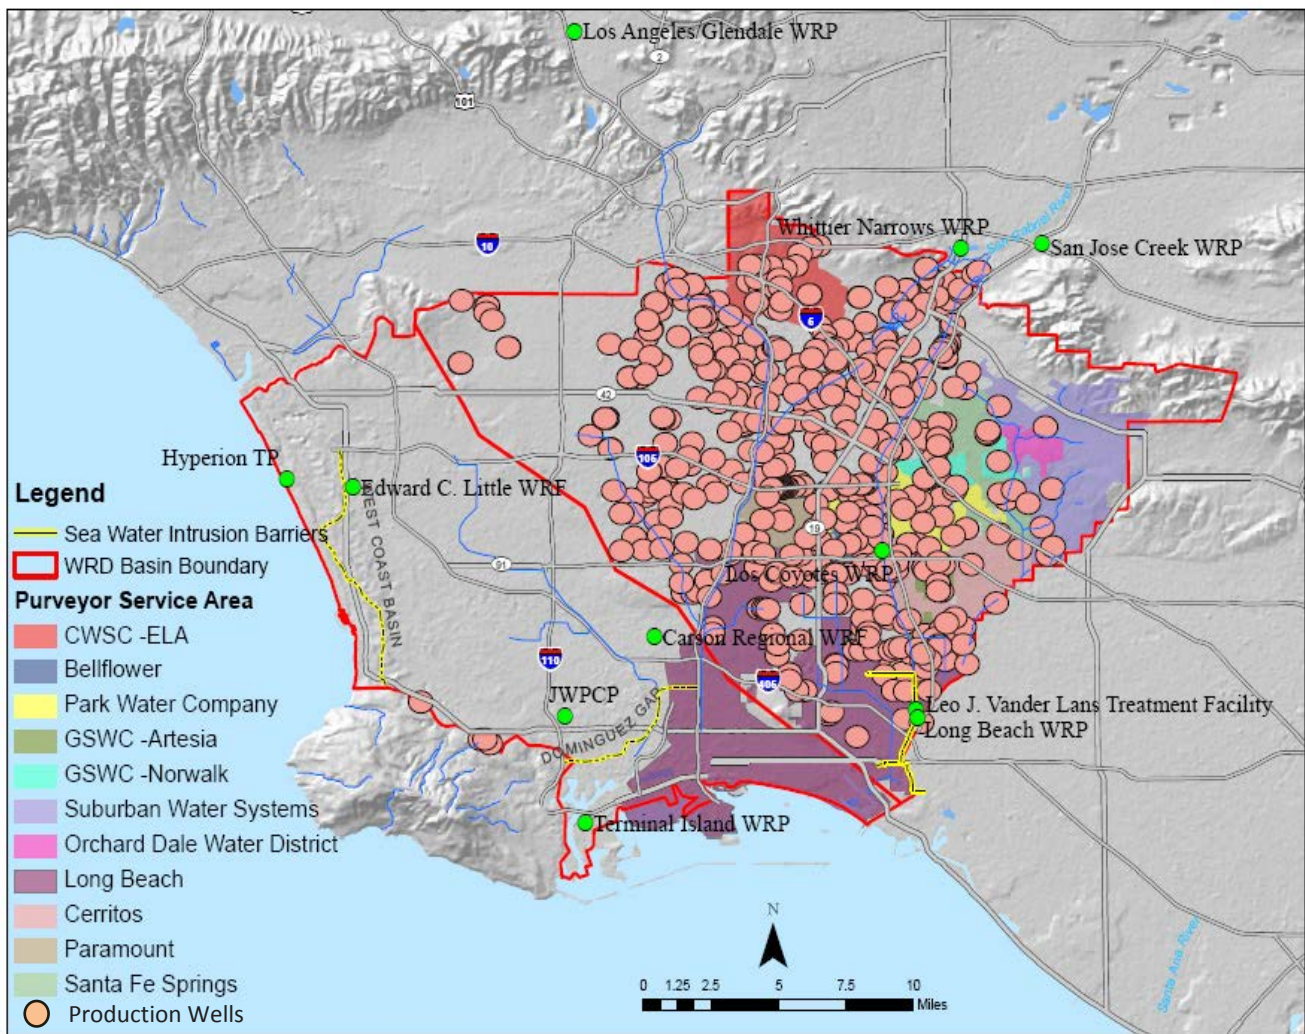 Los Angeles/Glendale WRP
2
101
San Gabriel River
Whittier Narrows WRP
San Jose Creek WRP
10
5
42
Hyperion TP
105
Edward C. Little WRF
Legend
Sea Water Intrusion Barriers
WRD Basin Boundary
Purveyor Service Area
CWSC -ELA
Bellflower
Park Water Company
GSWC -Artesia
GSWC -Norwalk
Suburban Water Systems
Orchard Dale Water District
Long Beach
Cerritos
Paramount
Santa Fe Springs
Production Wells
WEST COAST BASIN
19
91
Los Coyotes WRP
Carson Regional WRF
110
405
JWPCP
DOMINGUEZ GAP
Leo J. Vander Lans Treatment Facility
Long Beach WRP
Terminal Island WRP
N
0 1.25 2.5 5 7.5 10
Miles
Santa Ana River